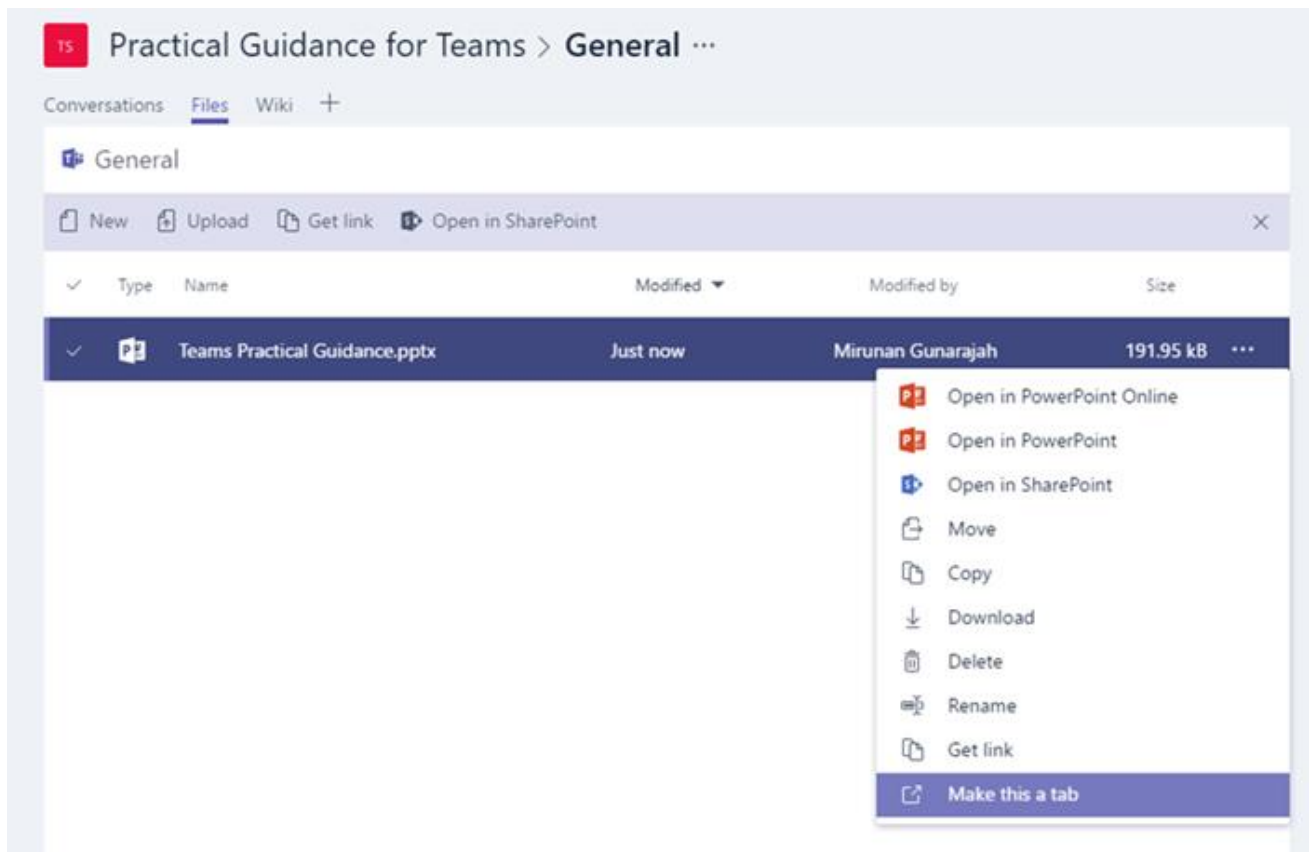 TS Practical Guidance for Teams > General ···
Conversations Files Wiki +
General
New Upload Get link Open in SharePoint
Type Name Modified Modified by Size
Teams Practical Guidance.pptx Just now Mirunan Gunarajah 191.95 kB ···
Open in PowerPoint Online
Open in PowerPoint
Open in SharePoint
Move
Copy
Download
Delete
Rename
Get link
Make this a tab